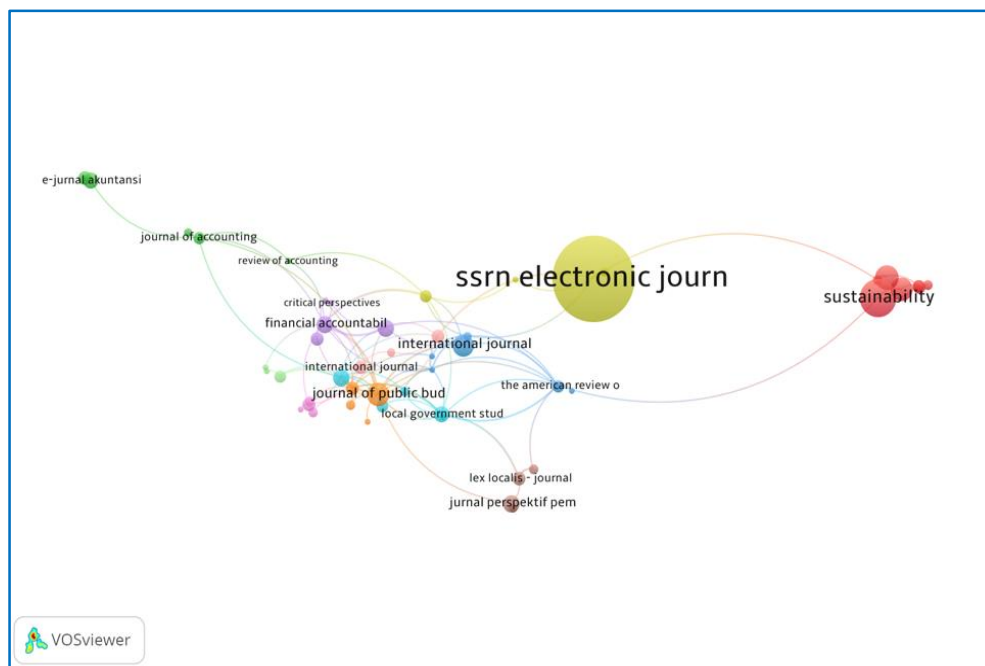 e-jurnal akuntansi
journal of accounting
review of accounting
ssrn electronic journ
sustainability
critical perspectives
financial accountabil
international journal
international journal
the american review o
journal of public bud
local government stud
lex localis - journal
jurnal perspektif pem
VOSviewer